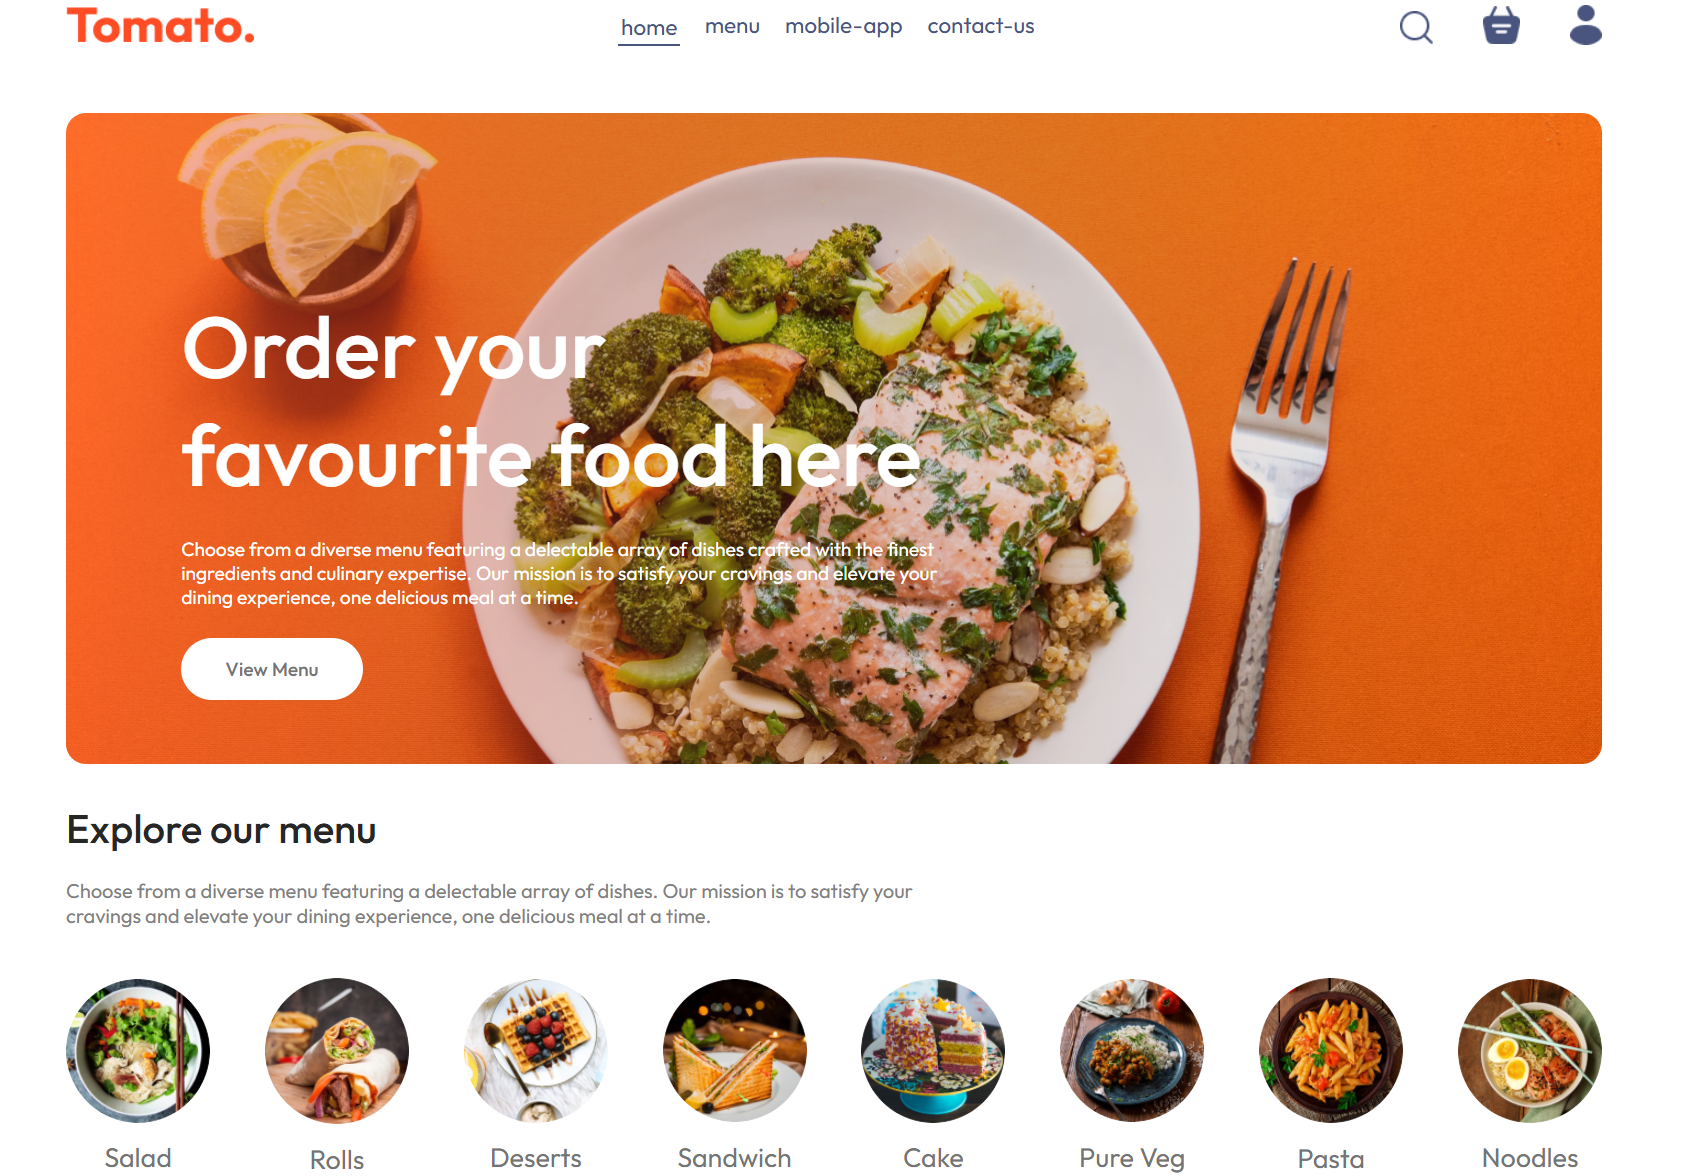 Tomato.
home menu mobile-app contact-us
Order your
favourite food here
Choose from a diverse menu featuring a delectable array of dishes crafted with the finest
ingredients and culinary expertise. Our mission is to satisfy your cravings and elevate your
dining experience, one delicious meal at a time.
View Menu
Explore our menu
Choose from a diverse menu featuring a delectable array of dishes. Our mission is to satisfy your
cravings and elevate your dining experience, one delicious meal at a time.
Salad Rolls Deserts Sandwich Cake Pure Veg Pasta Noodles